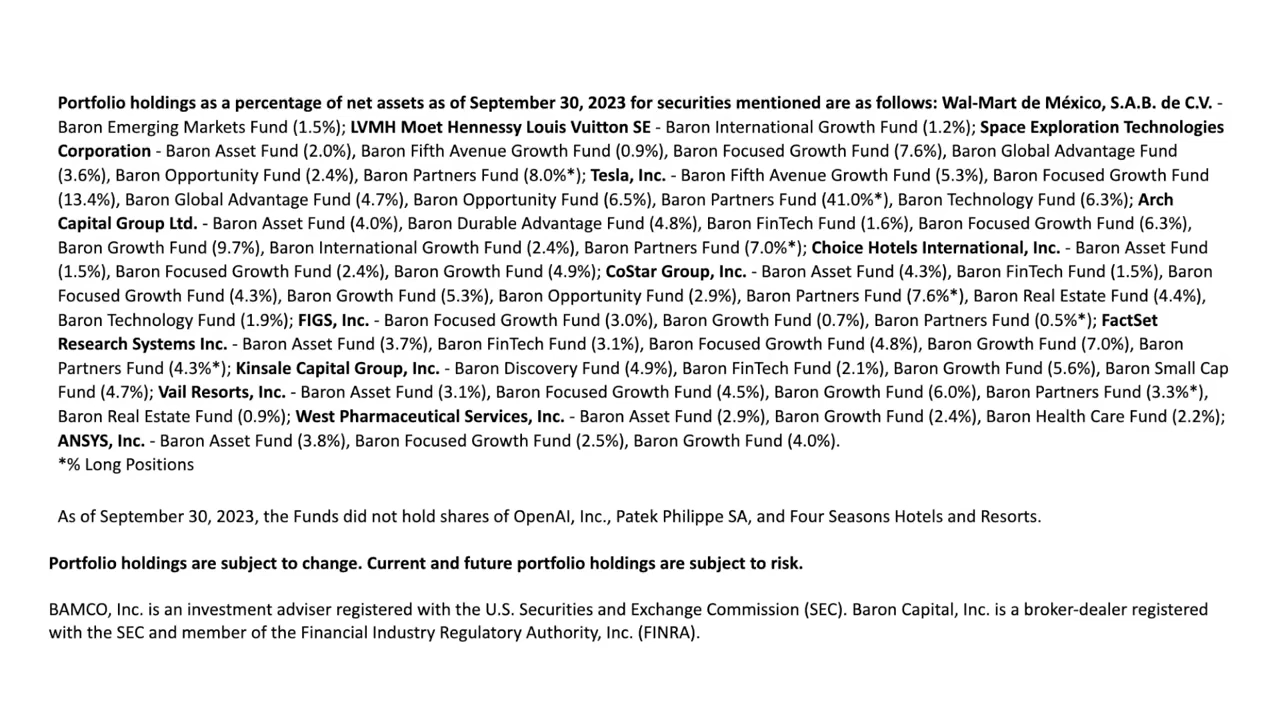 Portfolio holdings as a percentage of net assets as of September 30, 2023 for securities mentioned are as follows: Wal-Mart de México, S.A.B. de C.V. -
Baron Emerging Markets Fund (1.5%); LVMH Moet Hennessy Louis Vuitton SE - Baron International Growth Fund (1.2%); Space Exploration Technologies
Corporation - Baron Asset Fund (2.0%), Baron Fifth Avenue Growth Fund (0.9%), Baron Focused Growth Fund (7.6%), Baron Global Advantage Fund
(3.6%), Baron Opportunity Fund (2.4%), Baron Partners Fund (8.0%*); Tesla, Inc. - Baron Fifth Avenue Growth Fund (5.3%), Baron Focused Growth Fund
(13.4%), Baron Global Advantage Fund (4.7%), Baron Opportunity Fund (6.5%), Baron Partners Fund (41.0%*), Baron Technology Fund (6.3%); Arch
Capital Group Ltd. - Baron Asset Fund (4.0%), Baron Durable Advantage Fund (4.8%), Baron FinTech Fund (1.6%), Baron Focused Growth Fund (6.3%),
Baron Growth Fund (9.7%), Baron International Growth Fund (2.4%), Baron Partners Fund (7.0%*); Choice Hotels International, Inc. - Baron Asset Fund
(1.5%), Baron Focused Growth Fund (2.4%), Baron Growth Fund (4.9%); CoStar Group, Inc. - Baron Asset Fund (4.3%), Baron FinTech Fund (1.5%), Baron
Focused Growth Fund (4.3%), Baron Growth Fund (5.3%), Baron Opportunity Fund (2.9%), Baron Partners Fund (7.6%*), Baron Real Estate Fund (4.4%),
Baron Technology Fund (1.9%); FIGS, Inc. - Baron Focused Growth Fund (3.0%), Baron Growth Fund (0.7%), Baron Partners Fund (0.5%*); FactSet
Research Systems Inc. - Baron Asset Fund (3.7%), Baron FinTech Fund (3.1%), Baron Focused Growth Fund (4.8%), Baron Growth Fund (7.0%), Baron
Partners Fund (4.3%*); Kinsale Capital Group, Inc. - Baron Discovery Fund (4.9%), Baron FinTech Fund (2.1%), Baron Growth Fund (5.6%), Baron Small Cap
Fund (4.7%); Vail Resorts, Inc. - Baron Asset Fund (3.1%), Baron Focused Growth Fund (4.5%), Baron Growth Fund (6.0%), Baron Partners Fund (3.3%*),
Baron Real Estate Fund (0.9%); West Pharmaceutical Services, Inc. - Baron Asset Fund (2.9%), Baron Growth Fund (2.4%), Baron Health Care Fund (2.2%);
ANSYS, Inc. - Baron Asset Fund (3.8%), Baron Focused Growth Fund (2.5%), Baron Growth Fund (4.0%).
*% Long Positions
As of September 30, 2023, the Funds did not hold shares of OpenAI, Inc., Patek Philippe SA, and Four Seasons Hotels and Resorts.
Portfolio holdings are subject to change. Current and future portfolio holdings are subject to risk.
BAMCO, Inc. is an investment adviser registered with the U.S. Securities and Exchange Commission (SEC). Baron Capital, Inc. is a broker-dealer registered
with the SEC and member of the Financial Industry Regulatory Authority, Inc. (FINRA).